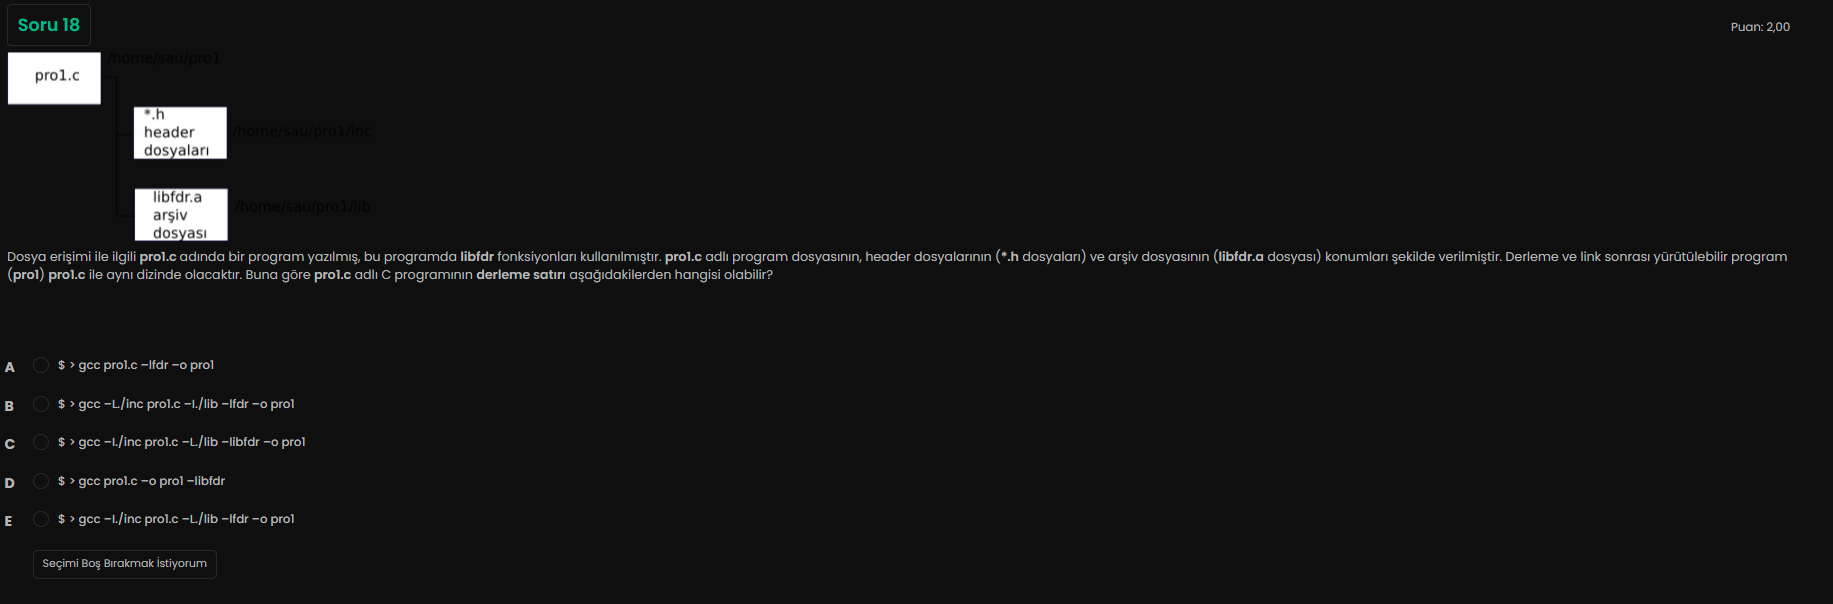 Soru 18
Puan: 2,00
/home/sau/pro1
pro1.c
*.h
header
dosyaları
/home/sau/pro1/inc
libfdr.a
arşiv
dosyası
/home/sau/pro1/lib
Dosya erişimi ile ilgili pro1.c adında bir program yazılmış, bu programda libfdr fonksiyonları kullanılmıştır. pro1.c adlı program dosyasının, header dosyalarının (*.h dosyaları) ve arşiv dosyasının (libfdr.a dosyası) konumları şekilde verilmiştir. Derleme ve link sonrası yürütülebilir program
(pro1) pro1.c ile aynı dizinde olacaktır. Buna göre pro1.c adlı C programının derleme satırı aşağıdakilerden hangisi olabilir?
A $ > gcc pro1.c –lfdr –o pro1
B $ > gcc –L./inc pro1.c –I./lib –lfdr –o pro1
C $ > gcc –I./inc pro1.c –L./lib –libfdr –o pro1
D $ > gcc pro1.c –o pro1 –libfdr
E $ > gcc –I./inc pro1.c –L./lib –lfdr –o pro1
Seçimi Boş Bırakmak İstiyorum